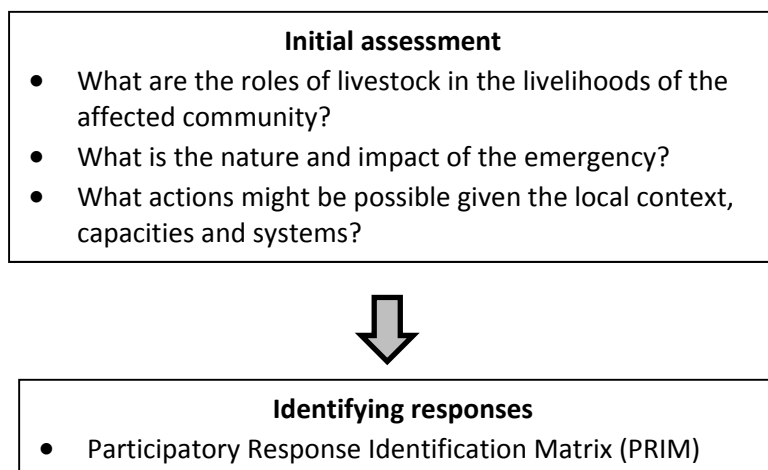 Initial assessment
• What are the roles of livestock in the livelihoods of the
affected community?
• What is the nature and impact of the emergency?
• What actions might be possible given the local context,
capacities and systems?
Identifying responses
• Participatory Response Identification Matrix (PRIM)